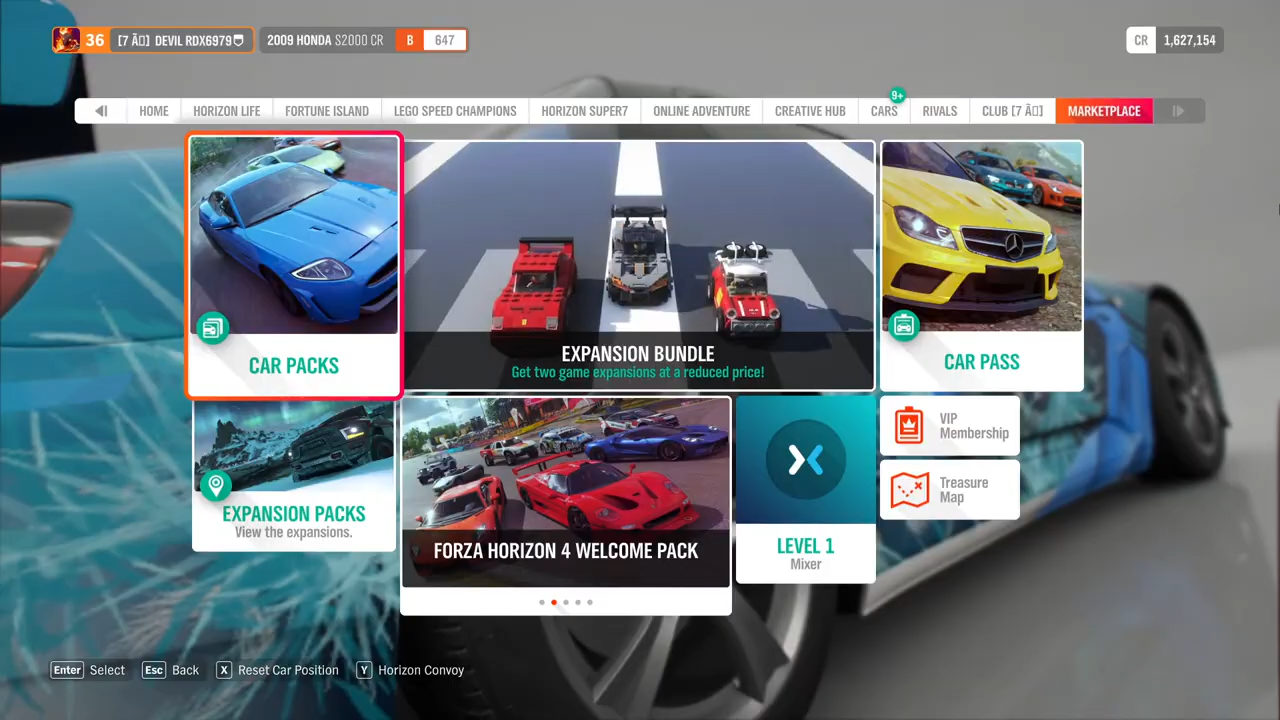 36
[7 Ã▯] DEVIL RDX6979
2009 HONDA S2000 CR
B 647
CR 1,627,154
HOME
HORIZON LIFE
FORTUNE ISLAND
LEGO SPEED CHAMPIONS
HORIZON SUPER7
ONLINE ADVENTURE
CREATIVE HUB
CARS
9+
RIVALS
CLUB [7 Ã▯]
MARKETPLACE
CAR PACKS
EXPANSION BUNDLE
Get two game expansions at a reduced price!
CAR PASS
EXPANSION PACKS
View the expansions.
FORZA HORIZON 4 WELCOME PACK
LEVEL 1
Mixer
VIP
Membership
Treasure
Map
Enter Select
Esc Back
X Reset Car Position
Y Horizon Convoy